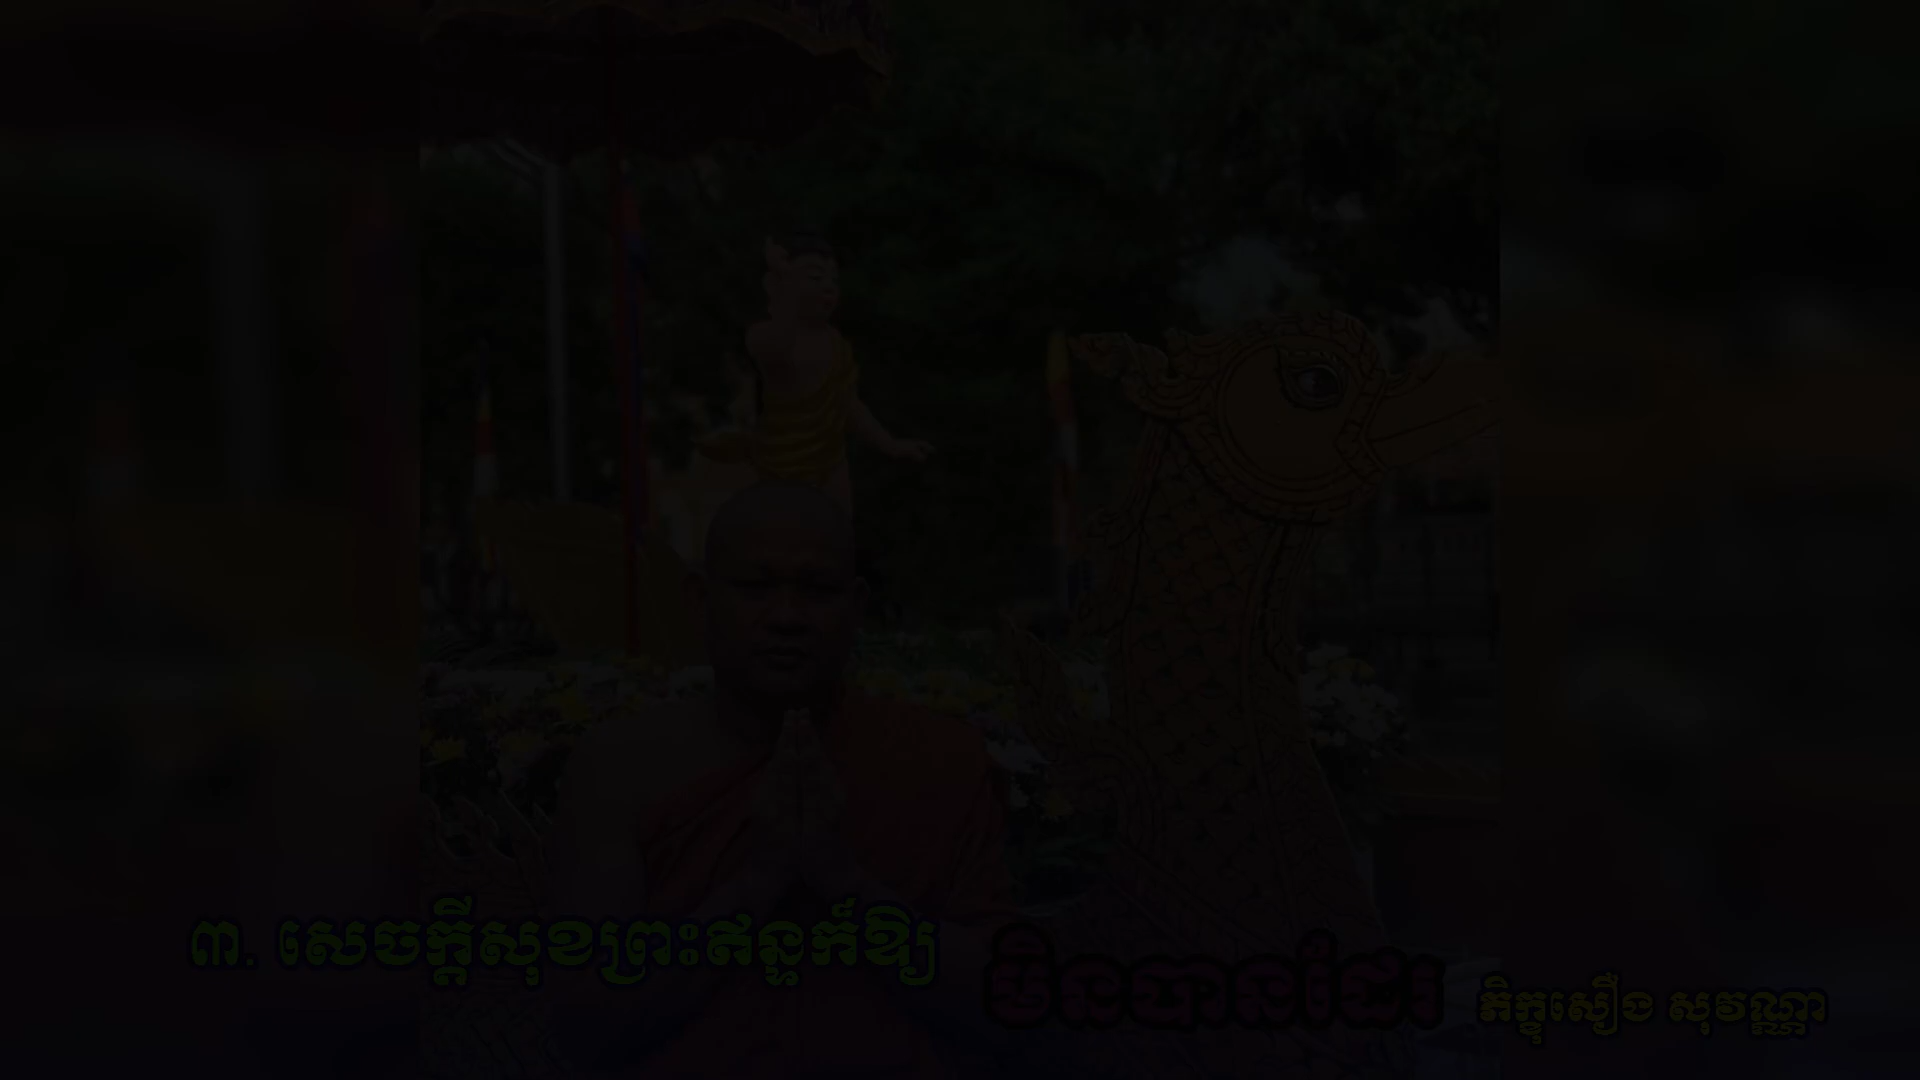 ៣. សេចក្ដីសុខព្រះឥន្ទក៏ឱ្យ
មិនបានដែរ
ភិក្ខុសឿង សុវណ្ណា